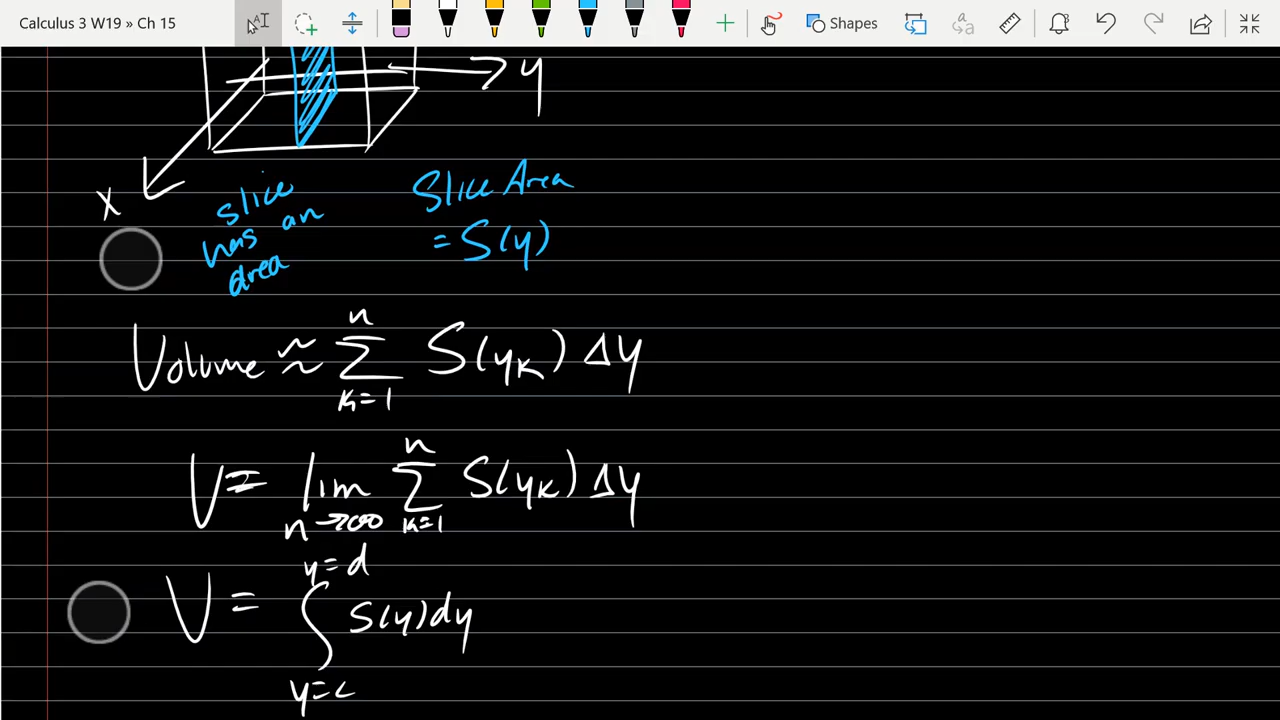 Calculus 3 W19 » Ch 15
Shapes
y
X
slice
has an
area
Slice Area
= S(y)
Volume ≈ n ∑ k=1 S(yk) Δy
V = lim n→∞ n ∑ k=1 S(yk) Δy
V = y=d ∫ y=c S(y)dy